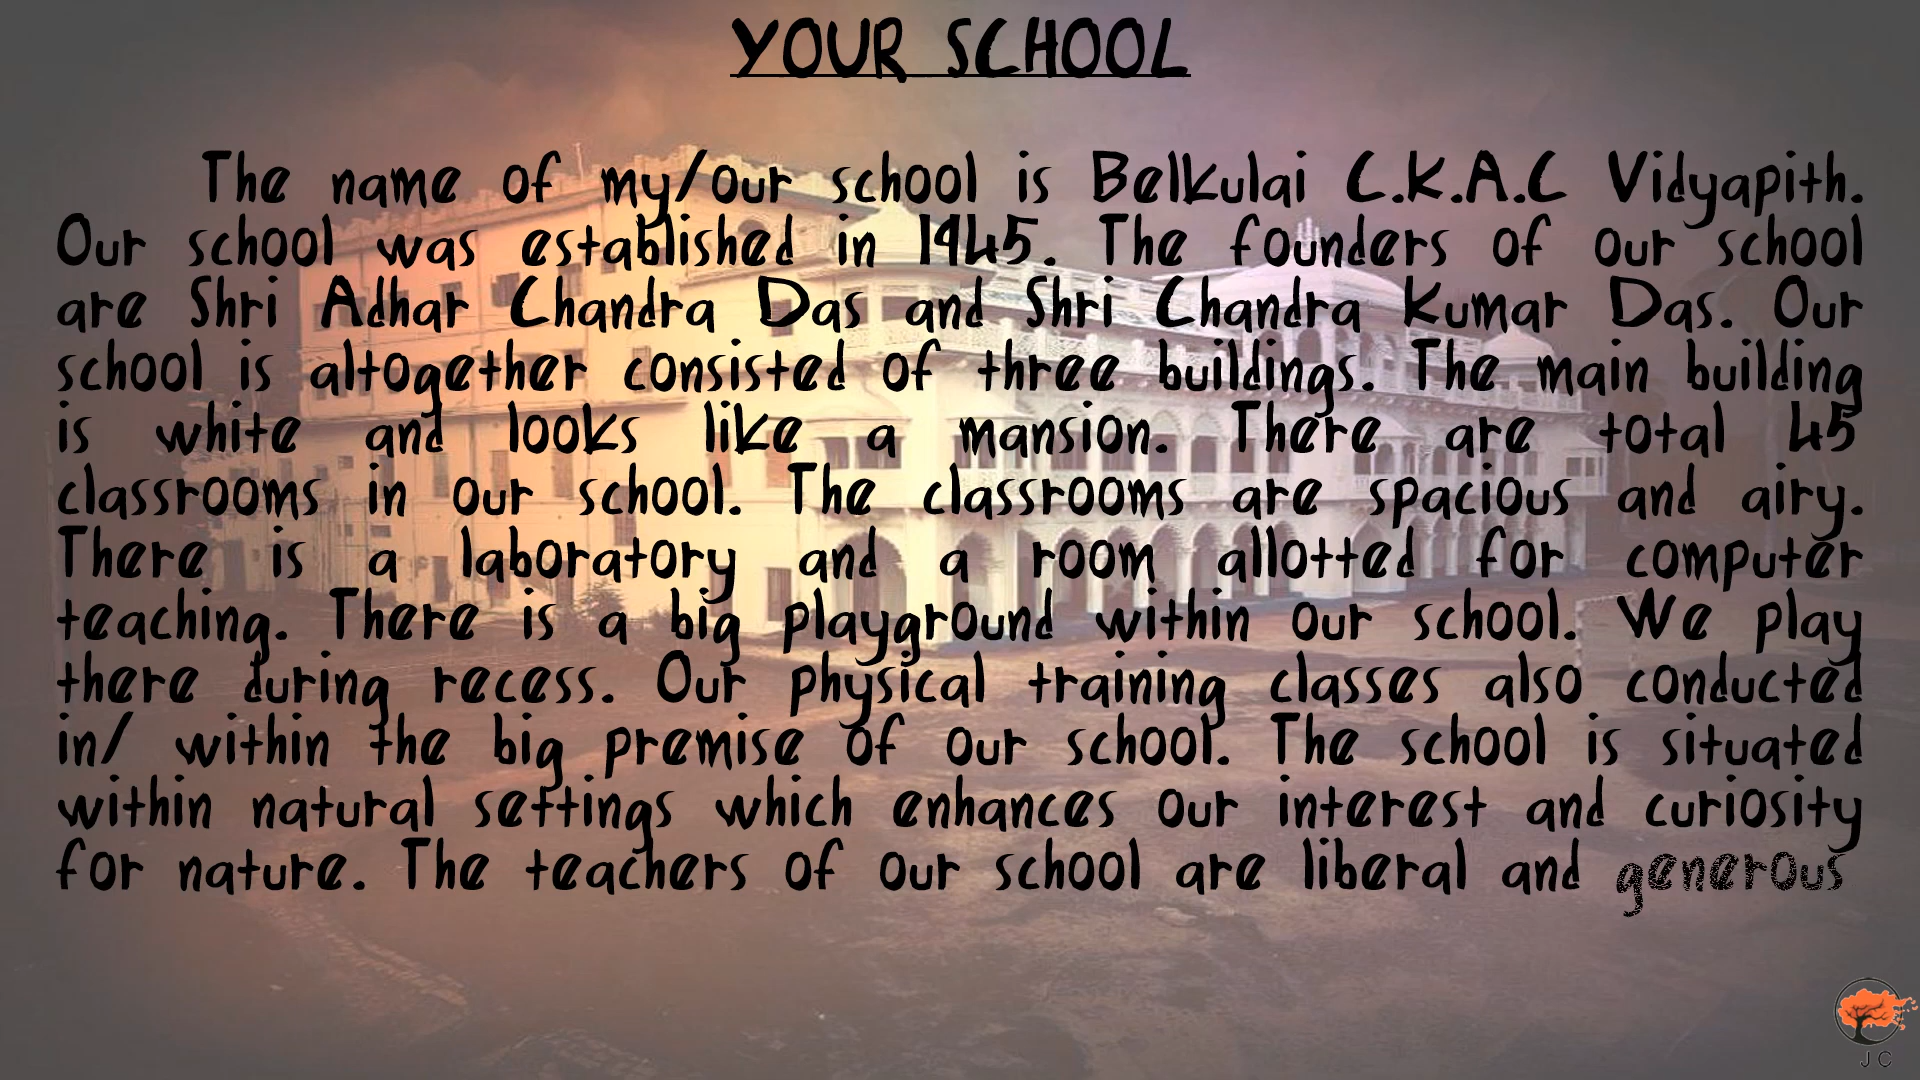 YOUR SCHOOL
The name of my/our school is Belkulai C.K.A.C Vidyapith.
Our school was established in 1945. The founders of our school
are Shri Adhar Chandra Das and Shri Chandra Kumar Das. Our
school is altogether consisted of three buildings. The main building
is white and looks like a mansion. There are total 45
classrooms in our school. The classrooms are spacious and airy.
There is a laboratory and a room allotted for computer
teaching. There is a big playground within our school. We play
there during recess. Our physical training classes also conducted
in/ within the big premise of our school. The school is situated
within natural settings which enhances our interest and curiosity
for nature. The teachers of our school are liberal and generous
J C